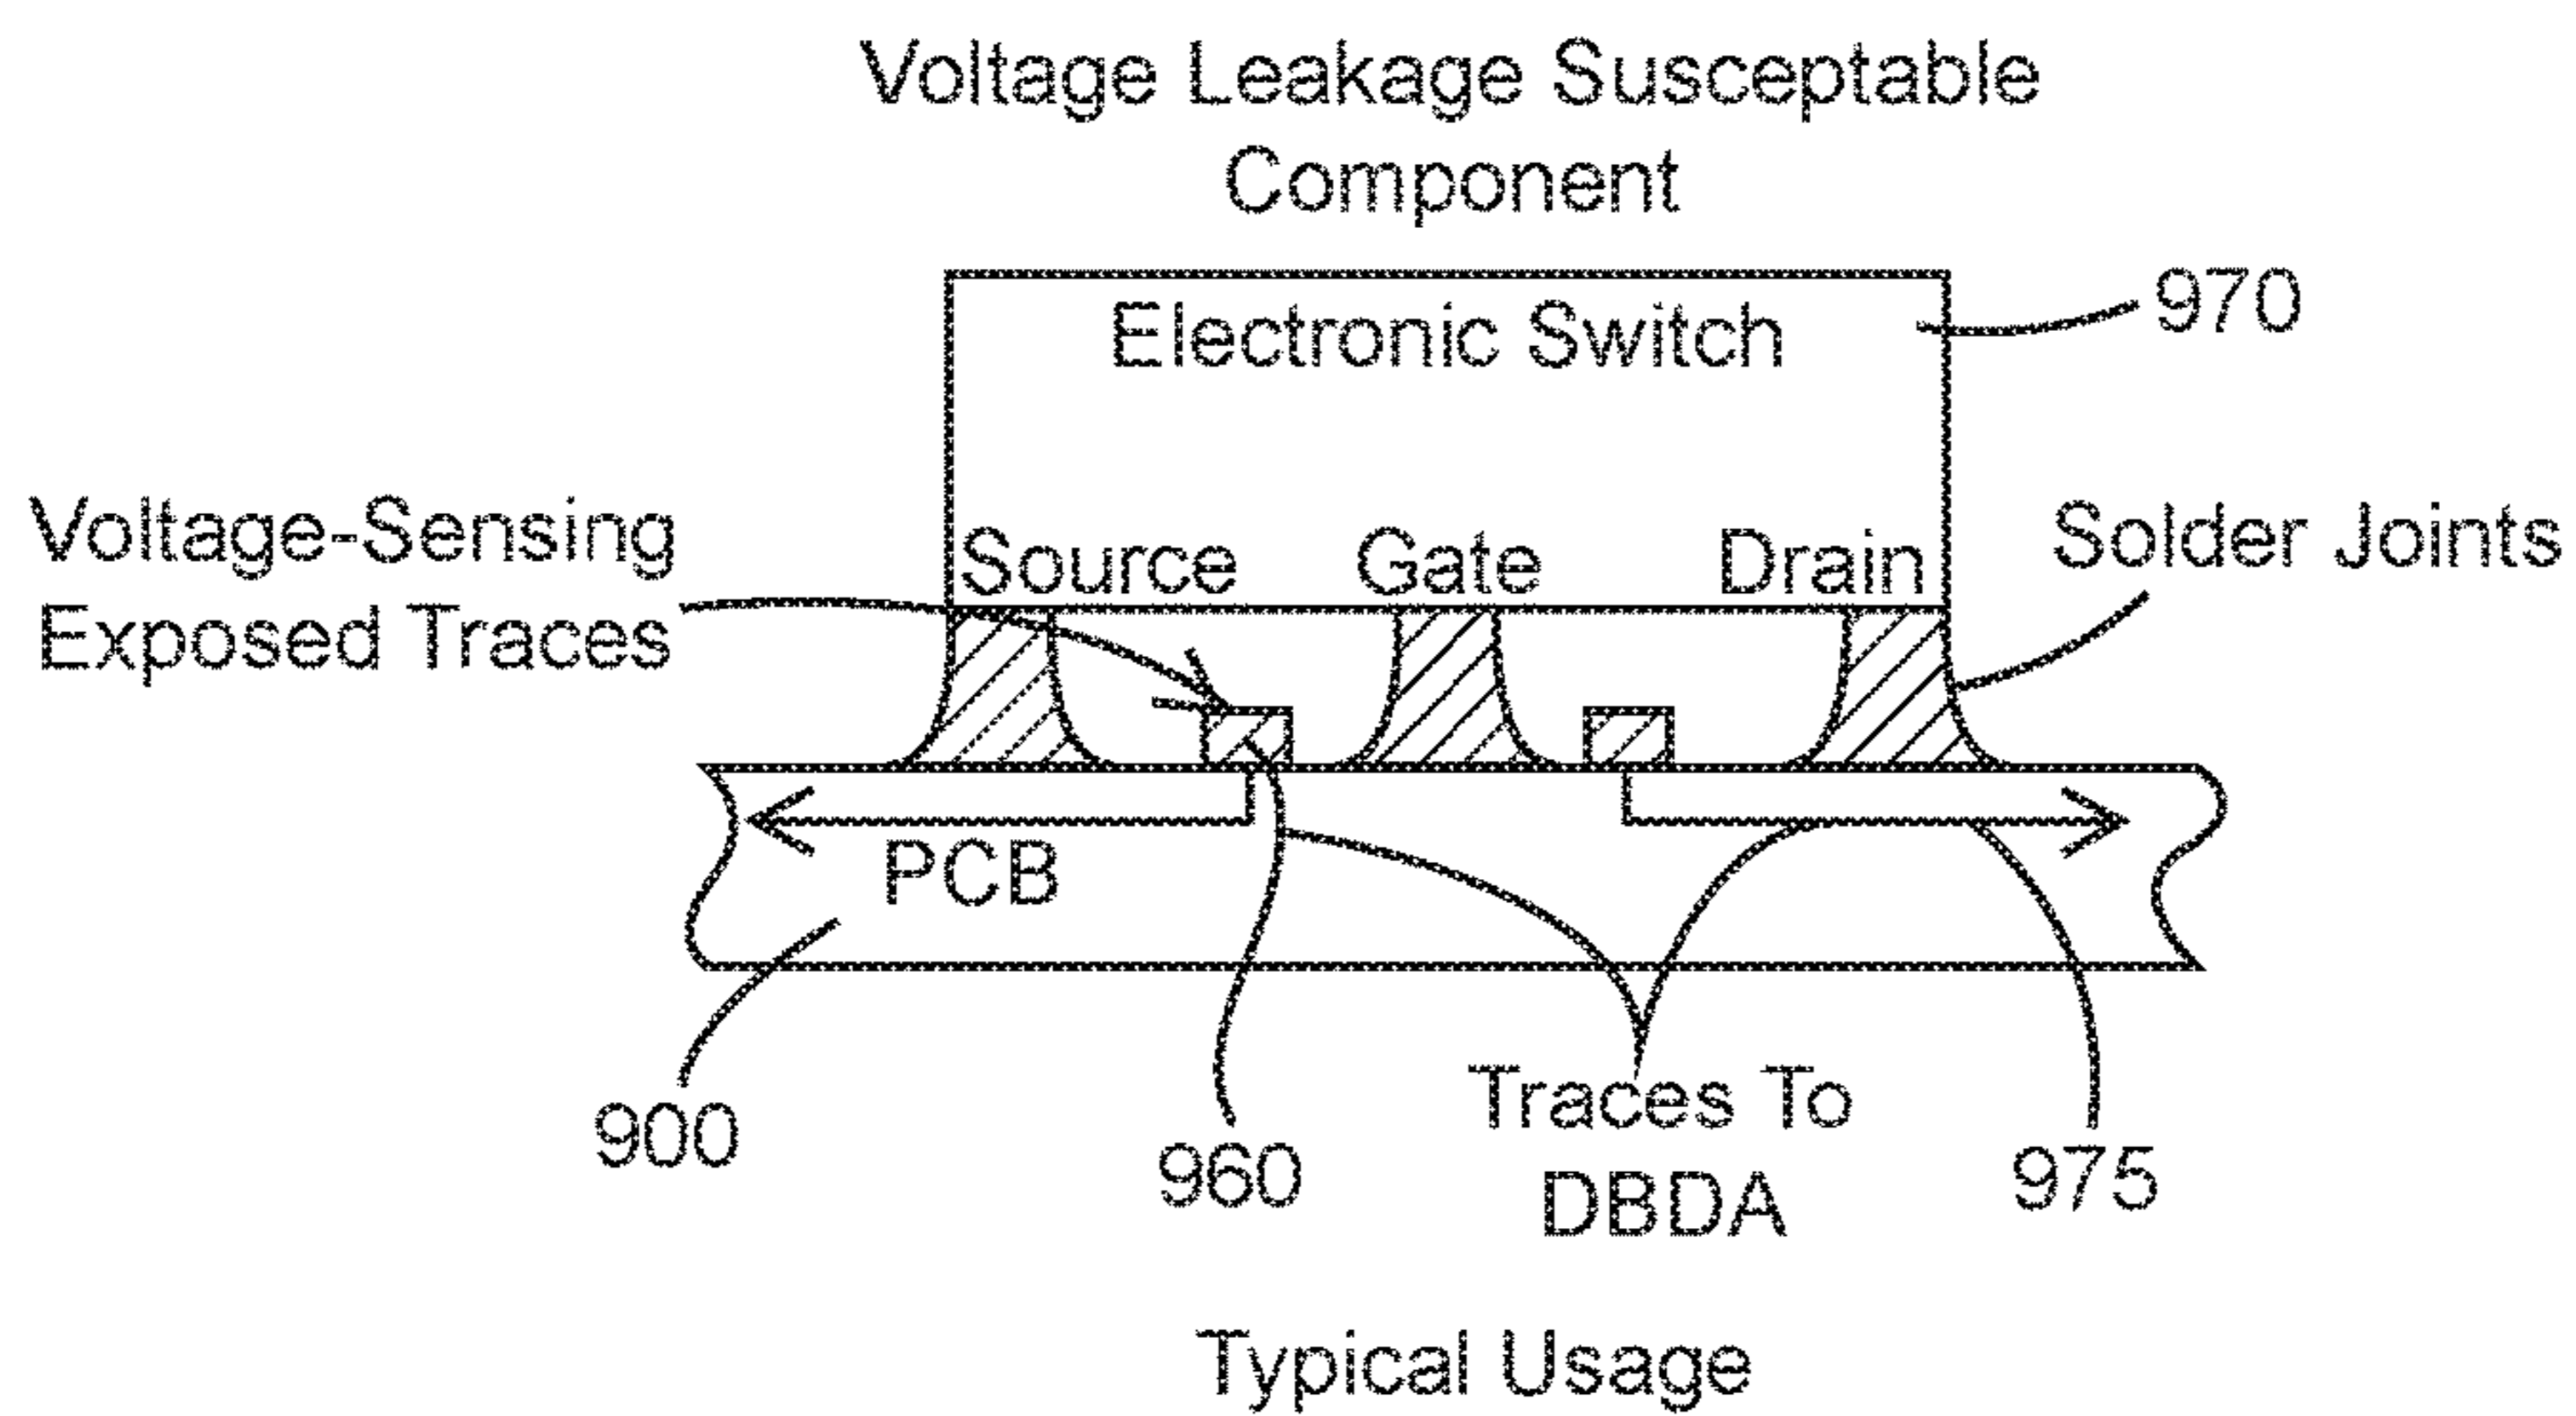 Voltage Leakage Susceptable
Component
Electronic Switch
970
Voltage-Sensing
Exposed Traces
Source
Gate
Drain
Solder Joints
PCB
900
960
Traces To
DBDA
975
Typical Usage